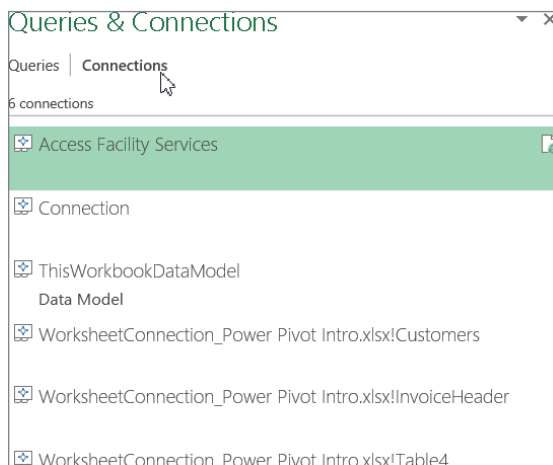 Queries & Connections
Queries | Connections
6 connections
Access Facility Services
Connection
ThisWorkbookDataModel
Data Model
WorksheetConnection_Power Pivot Intro.xlsx!Customers
WorksheetConnection_Power Pivot Intro.xlsx!InvoiceHeader
WorksheetConnection_Power Pivot Intro.xlsx!Table4